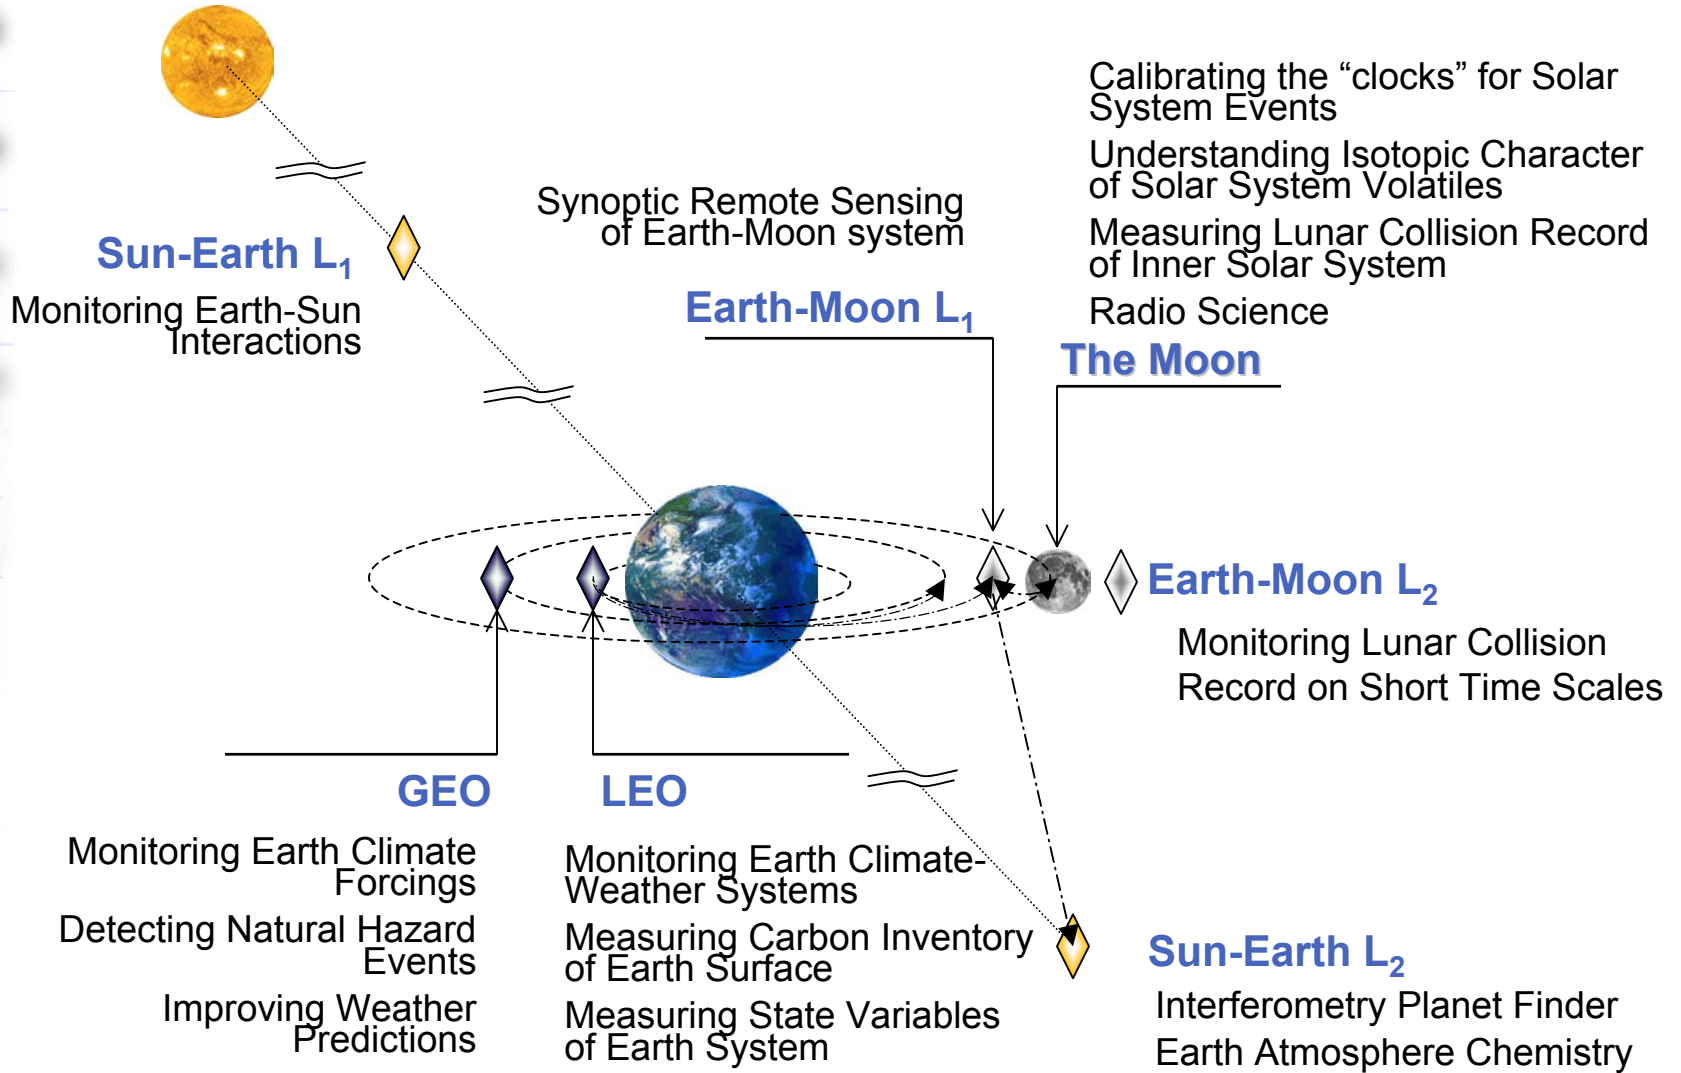 Calibrating the “clocks” for Solar
System Events
Understanding Isotopic Character
of Solar System Volatiles
Measuring Lunar Collision Record
of Inner Solar System
Radio Science
The Moon
Synoptic Remote Sensing
of Earth-Moon system
Earth-Moon L1
Sun-Earth L1
Monitoring Earth-Sun
Interactions
Earth-Moon L2
Monitoring Lunar Collision
Record on Short Time Scales
GEO
Monitoring Earth Climate
Forcings
Detecting Natural Hazard
Events
Improving Weather
Predictions
LEO
Monitoring Earth Climate-
Weather Systems
Measuring Carbon Inventory
of Earth Surface
Measuring State Variables
of Earth System
Sun-Earth L2
Interferometry Planet Finder
Earth Atmosphere Chemistry